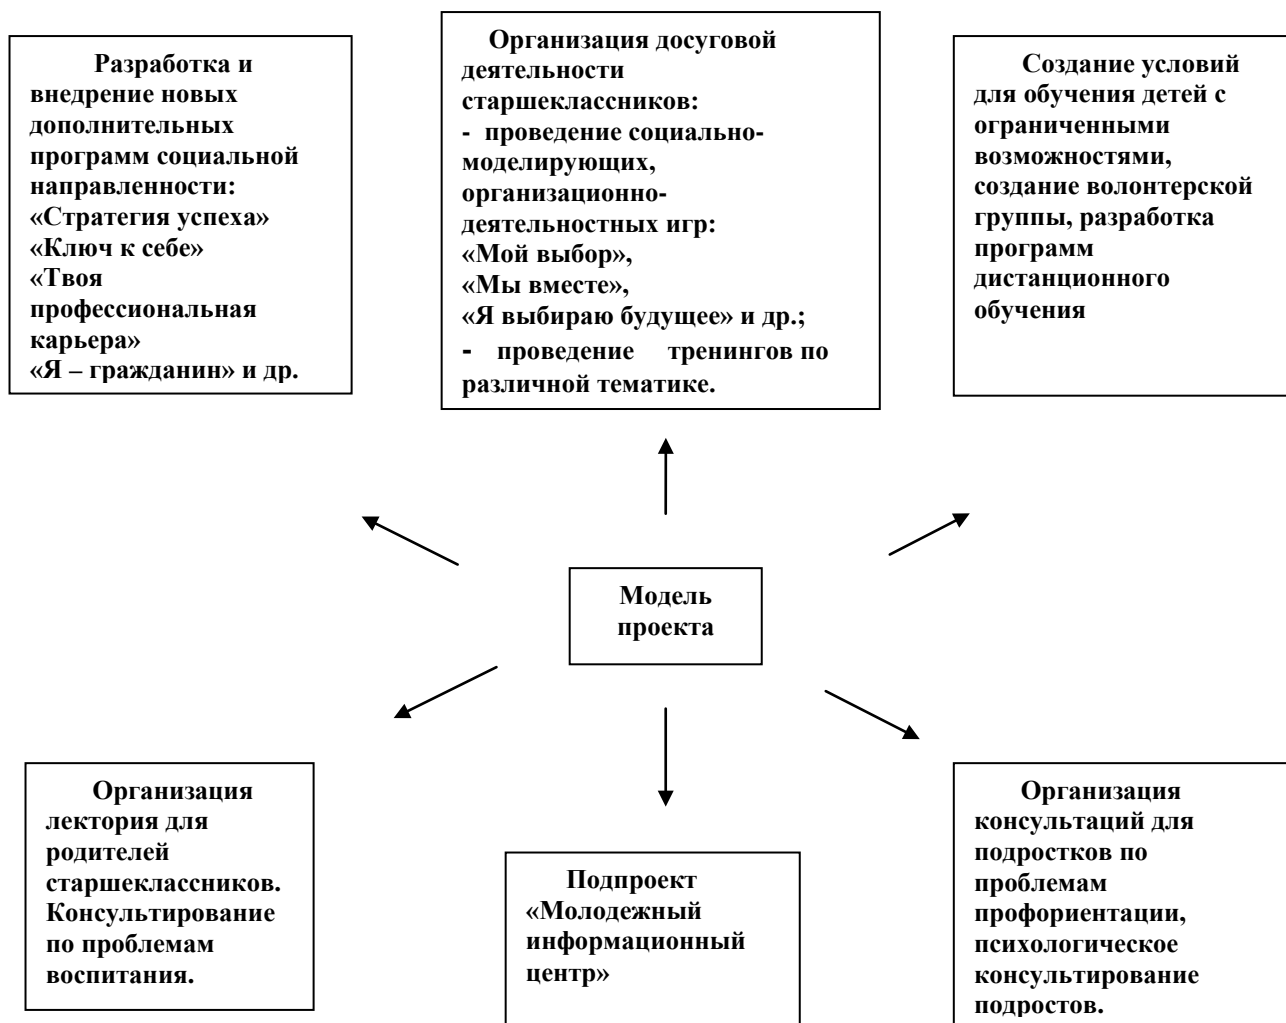 Разработка и
внедрение новых
дополнительных
программ социальной
направленности:
«Стратегия успеха»
«Ключ к себе»
«Твоя
профессиональная
карьера»
«Я – гражданин» и др.
Организация досуговой
деятельности
старшеклассников:
- проведение социально-
моделирующих,
организационно-
деятельностных игр:
«Мой выбор»,
«Мы вместе»,
«Я выбираю будущее» и др.;
- проведение тренингов по
различной тематике.
Создание условий
для обучения детей с
ограниченными
возможностями,
создание волонтерской
группы, разработка
программ
дистанционного
обучения
Модель
проекта
Организация
лектория для
родителей
старшеклассников.
Консультирование
по проблемам
воспитания.
Подпроект
«Молодежный
информационный
центр»
Организация
консультаций для
подростков по
проблемам
профориентации,
психологическое
консультирование
подростов.